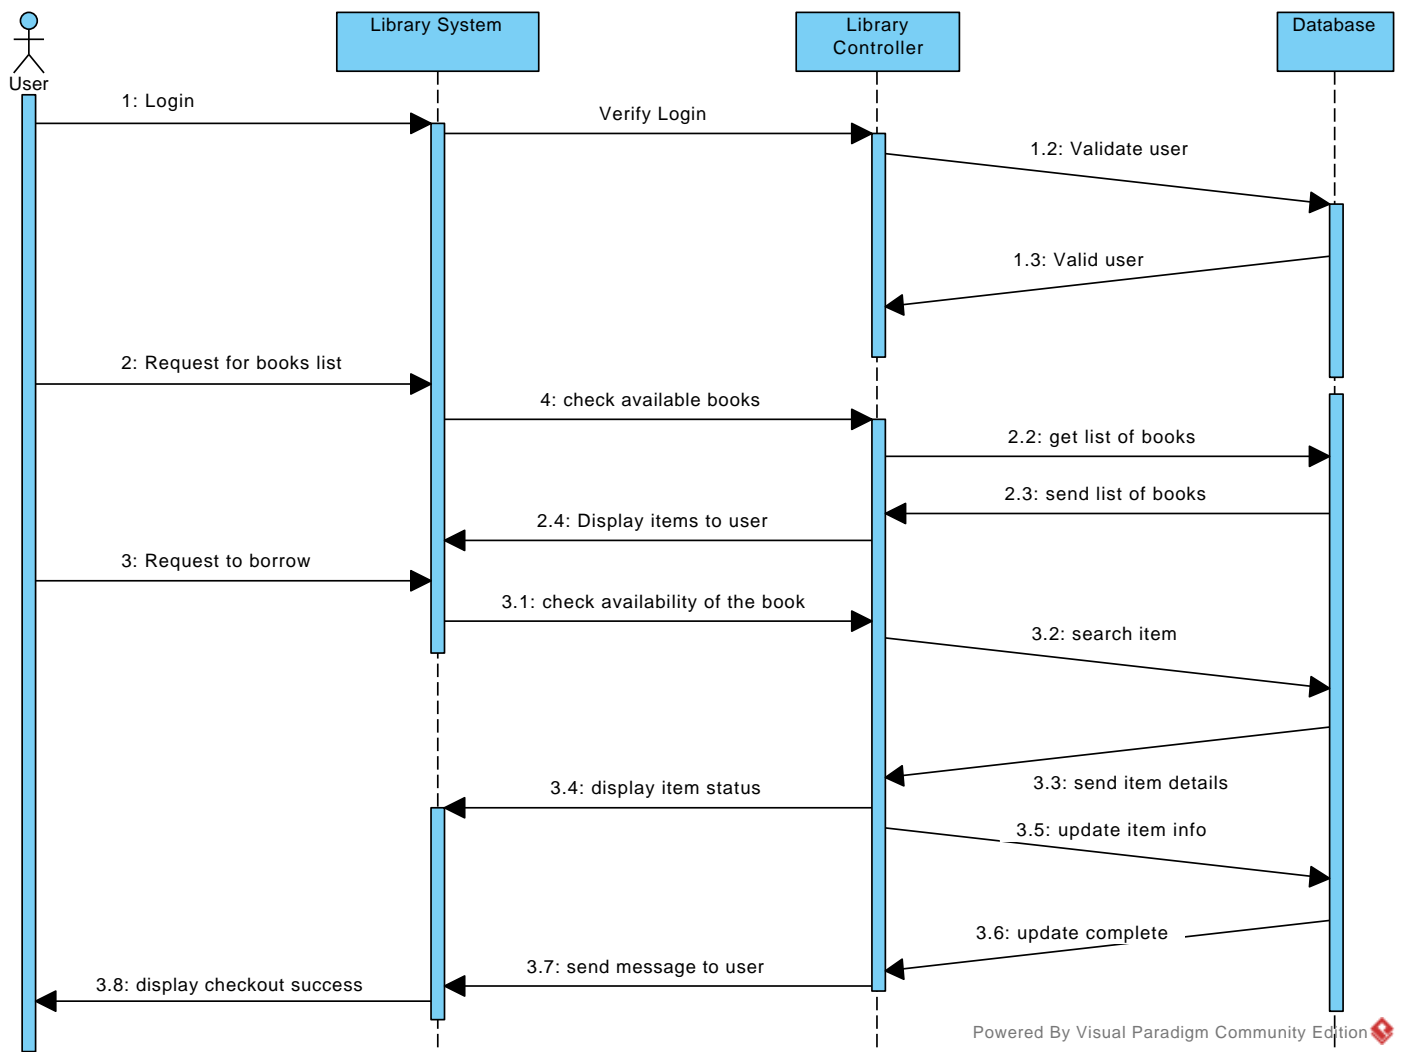 Library System
Library
Controller
Database
User
1: Login
Verify Login
1.2: Validate user
1.3: Valid user
2: Request for books list
4: check available books
2.2: get list of books
2.3: send list of books
2.4: Display items to user
3: Request to borrow
3.1: check availability of the book
3.2: search item
3.3: send item details
3.4: display item status
3.5: update item info
3.6: update complete
3.7: send message to user
3.8: display checkout success
Powered By Visual Paradigm Community Edition